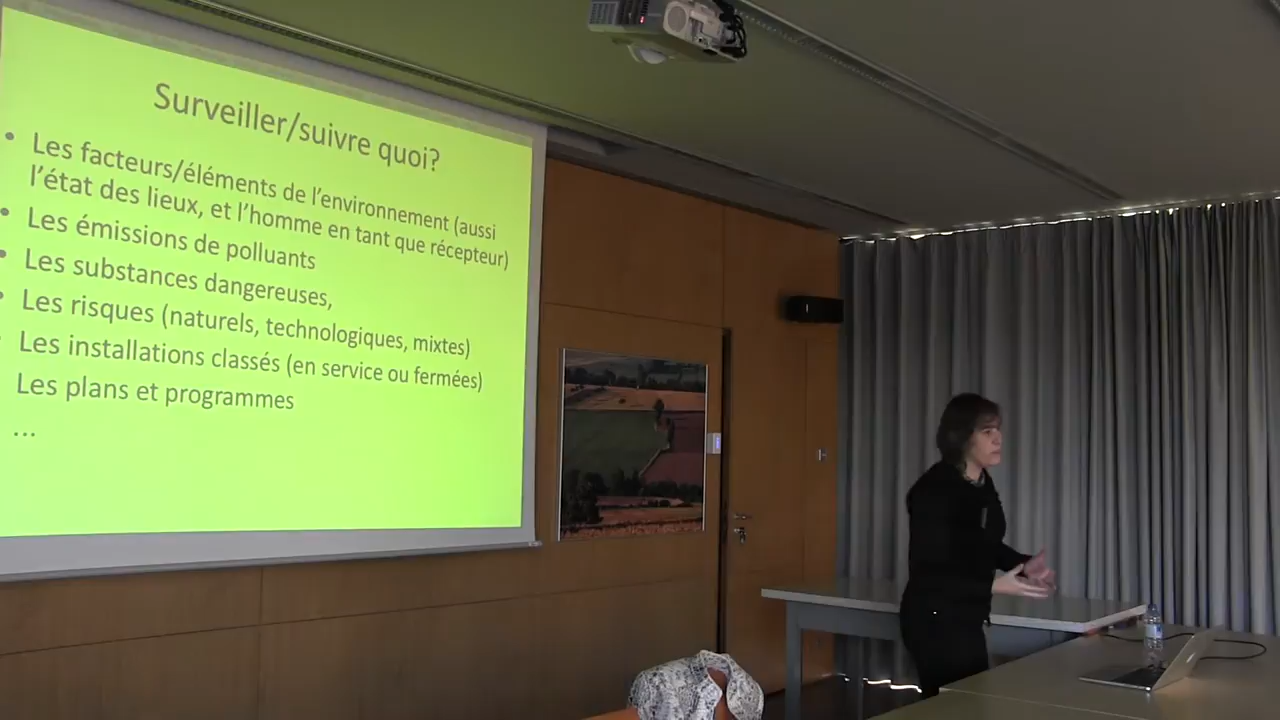 Surveiller/suivre quoi?
• Les facteurs/éléments de l'environnement (aussi
l'état des lieux, et l'homme en tant que récepteur)
• Les émissions de polluants
• Les substances dangereuses,
• Les risques (naturels, technologiques, mixtes)
• Les installations classés (en service ou fermées)
Les plans et programmes
...